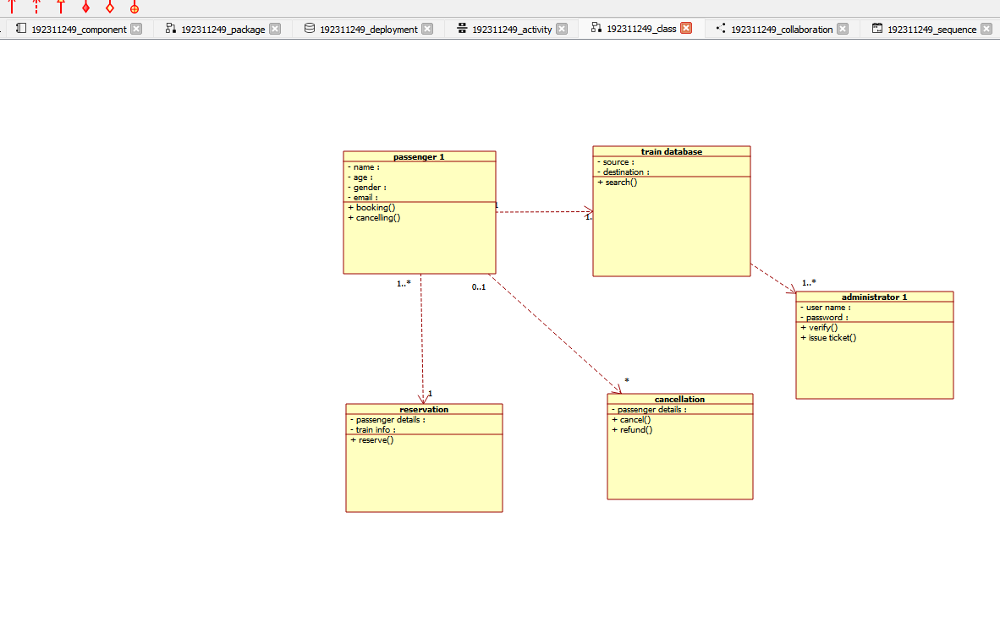 192311249_component
192311249_package
192311249_deployment
192311249_activity
192311249_class
192311249_collaboration
192311249_sequence
passenger 1
- name :
- age :
- gender :
- email :
+ booking()
+ cancelling()
train database
- source :
- destination :
+ search()
1
1..
1..*
0..1
1..*
administrator 1
- user name :
- password :
+ verify()
+ issue ticket()
1
*
reservation
- passenger details :
- train info :
+ reserve()
cancellation
- passenger details :
+ cancel()
+ refund()